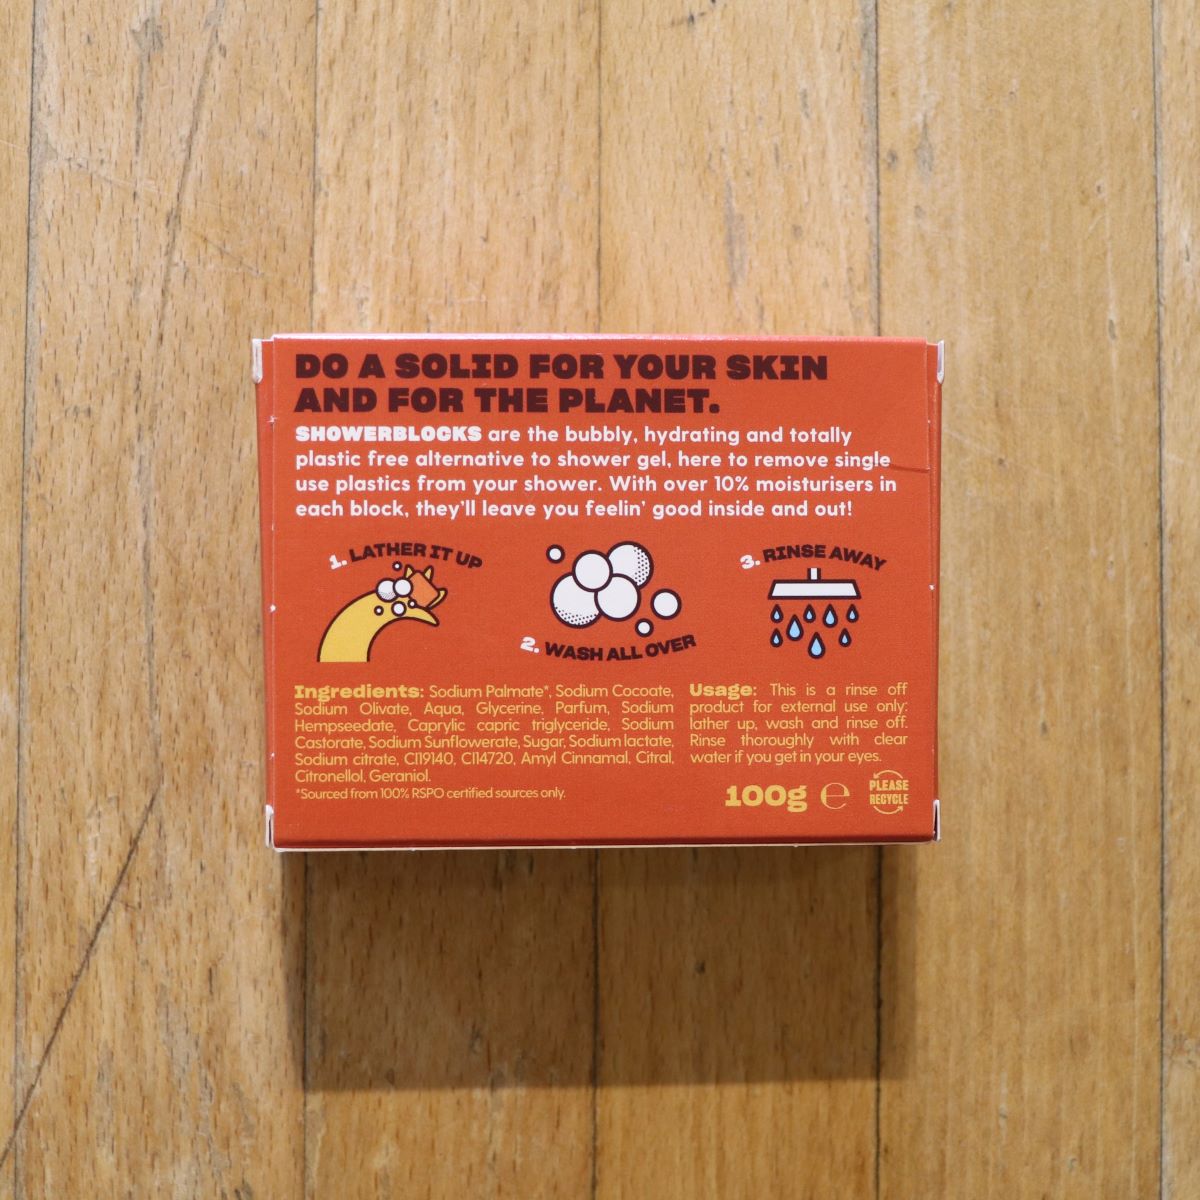 DO A SOLID FOR YOUR SKIN
AND FOR THE PLANET.
SHOWERBLOCKS are the bubbly, hydrating and totally
plastic free alternative to shower gel, here to remove single
use plastics from your shower. With over 10% moisturisers in
each block, they'll leave you feelin' good inside and out!
1. LATHER IT UP
2. WASH ALL OVER
3. RINSE AWAY
Ingredients: Sodium Palmate*, Sodium Cocoate,
Sodium Olivate, Aqua, Glycerine, Parfum, Sodium
Hempseedate, Caprylic capric triglyceride, Sodium
Castorate, Sodium Sunflowerate, Sugar, Sodium lactate,
Sodium citrate, CI19140, CI14720, Amyl Cinnamal, Citral,
Citronellol, Geraniol.
*Sourced from 100% RSPO certified sources only.
Usage: This is a rinse off
product for external use only:
lather up, wash and rinse off.
Rinse thoroughly with clear
water if you get in your eyes.
100g ℮
PLEASE
RECYCLE